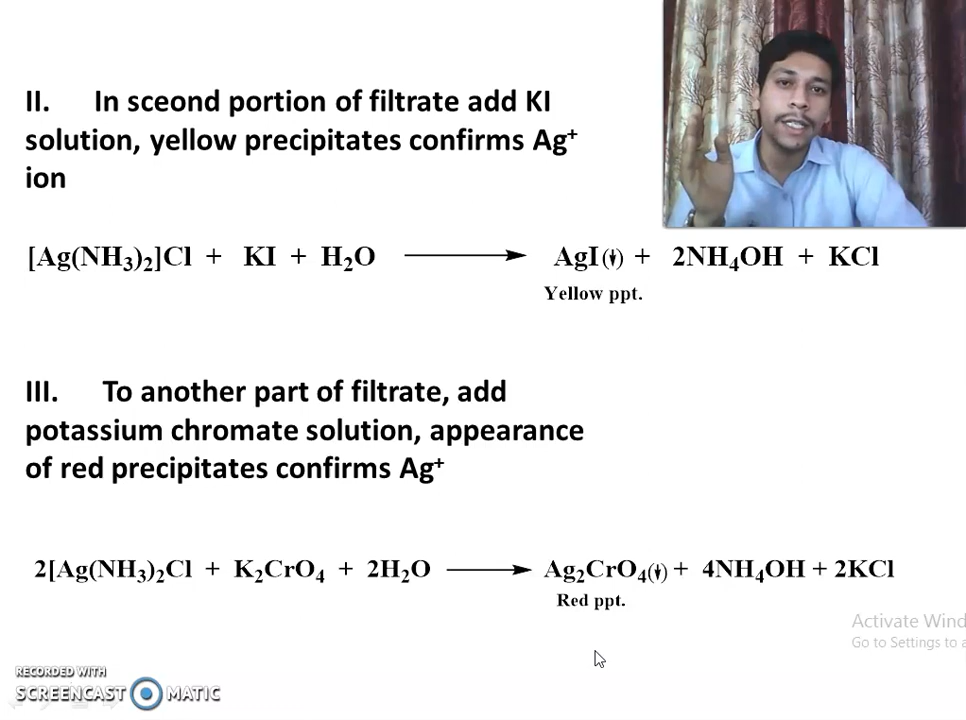 II. In sceond portion of filtrate add KI
solution, yellow precipitates confirms Ag⁺
ion
[Ag(NH₃)₂]Cl + KI + H₂O ⟶ AgI(↓) + 2NH₄OH + KCl
Yellow ppt.
III. To another part of filtrate, add
potassium chromate solution, appearance
of red precipitates confirms Ag⁺
2[Ag(NH₃)₂Cl + K₂CrO₄ + 2H₂O ⟶ Ag₂CrO₄(↓) + 4NH₄OH + 2KCl
Red ppt.
Activate Wind
Go to Settings to a
RECORDED WITH
SCREENCAST MATIC